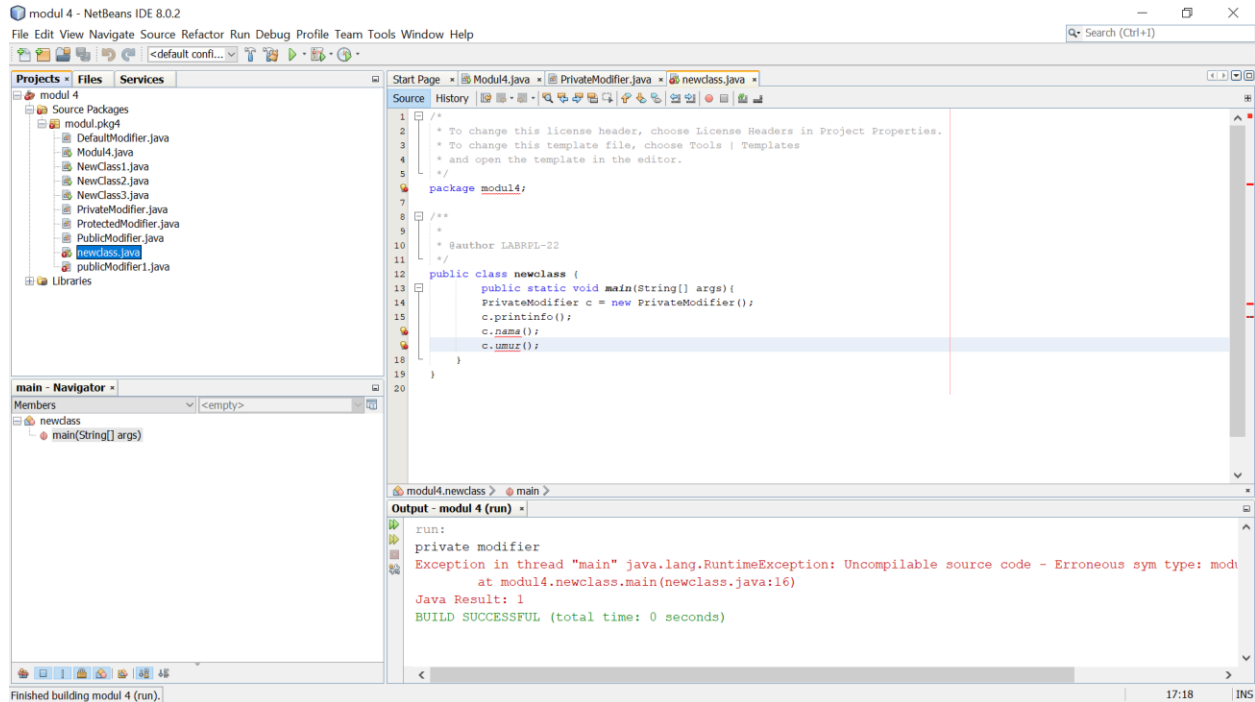 modul 4 - NetBeans IDE 8.0.2
File Edit View Navigate Source Refactor Run Debug Profile Team Tools Window Help
Search (Ctrl+I)
<default confi...
Projects Files Services
modul 4
Source Packages
modul.pkg4
DefaultModifier.java
Modul4.java
NewClass1.java
NewClass2.java
NewClass3.java
PrivateModifier.java
ProtectedModifier.java
PublicModifier.java
newclass.java
publicModifier1.java
Libraries
main - Navigator
Members <empty>
newclass
main(String[] args)
Start Page Modul4.java PrivateModifier.java newclass.java
Source History
1 /*
2 * To change this license header, choose License Headers in Project Properties.
3 * To change this template file, choose Tools | Templates
4 * and open the template in the editor.
5 */
package modul4;
7
8 /**
9 *
10 * @author LABRPL-22
11 */
12 public class newclass {
13 public static void main(String[] args){
14 PrivateModifier c = new PrivateModifier();
15 c.printinfo();
c.nama();
c.umur();
18 }
19 }
20
modul4.newclass main
Output - modul 4 (run)
run:
private modifier
Exception in thread "main" java.lang.RuntimeException: Uncompilable source code - Erroneous sym type: modu
at modul4.newclass.main(newclass.java:16)
Java Result: 1
BUILD SUCCESSFUL (total time: 0 seconds)
Finished building modul 4 (run).
17:18 INS